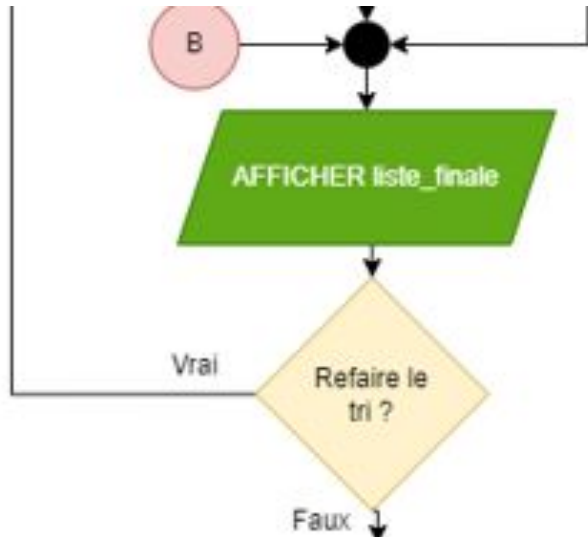 B
AFFICHER liste_finale
Vrai
Refaire le
tri ?
Faux